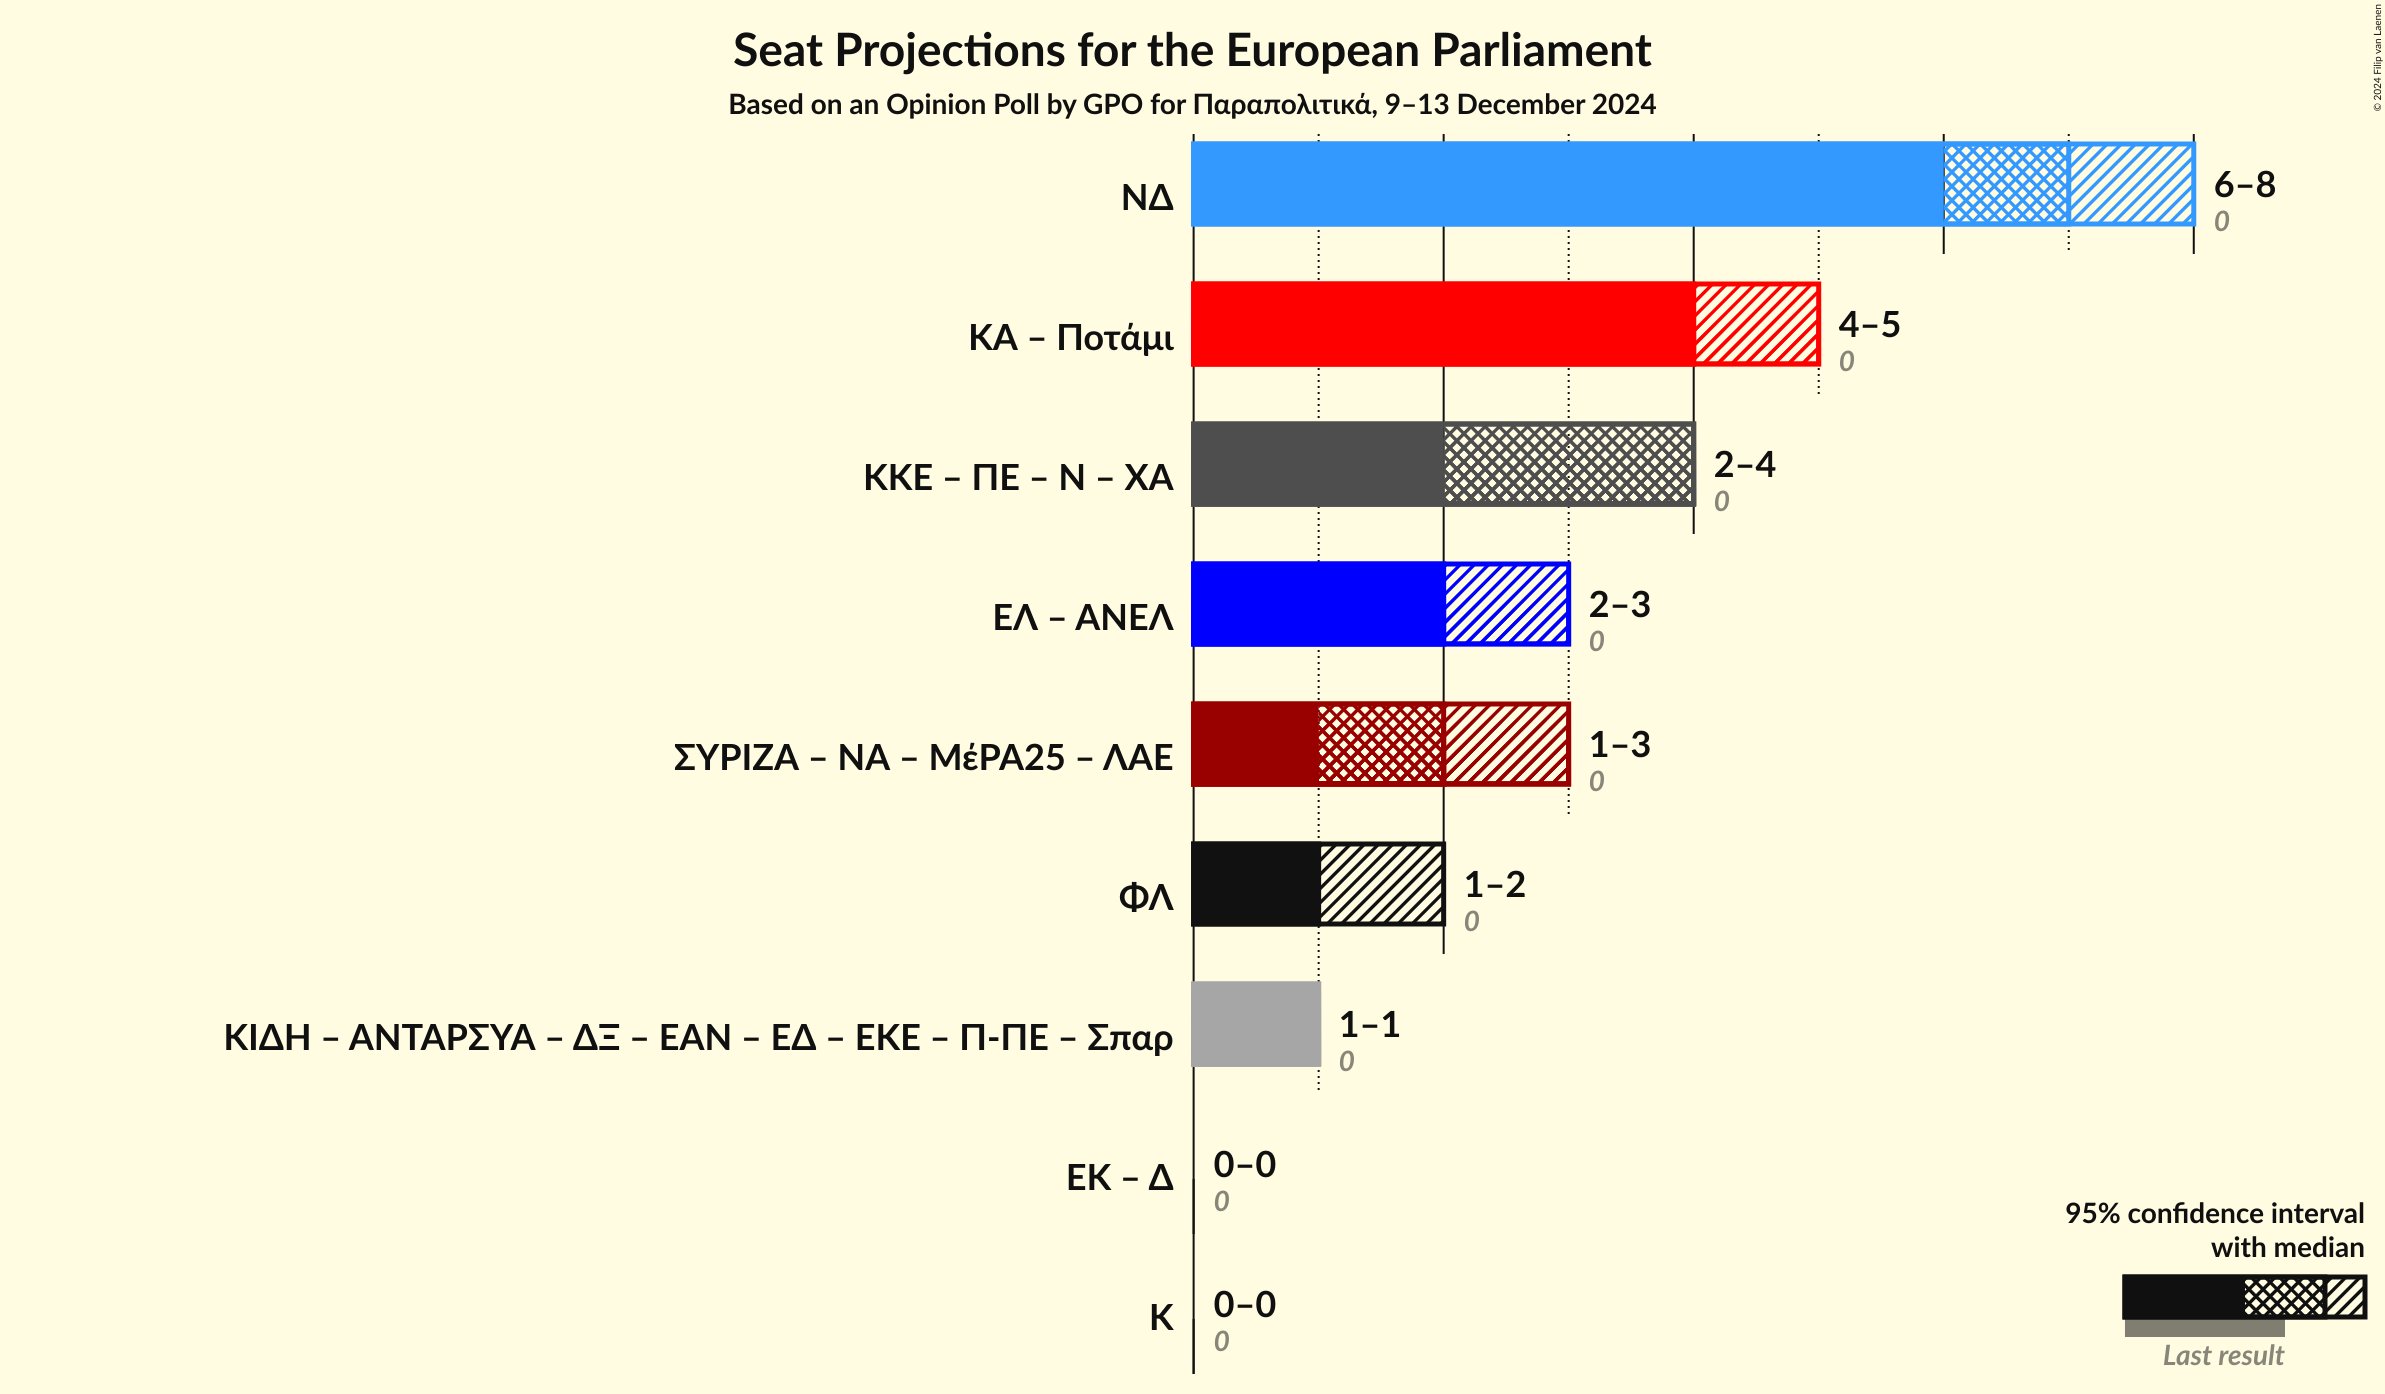 Seat Projections for the European Parliament
Based on an Opinion Poll by GPO for Παραπολιτικά, 9–13 December 2024
© 2024 Filip van Laenen
ΝΔ
6–8
0
ΚΑ – Ποτάμι
4–5
0
ΚΚΕ – ΠΕ – Ν – ΧΑ
2–4
0
ΕΛ – ΑΝΕΛ
2–3
0
ΣΥΡΙΖΑ – ΝΑ – ΜέΡΑ25 – ΛΑΕ
1–3
0
ΦΛ
1–2
0
ΚΙΔΗ – ΑΝΤΑΡΣΥΑ – ΔΞ – ΕΑΝ – ΕΔ – ΕΚΕ – Π-ΠΕ – Σπαρ
1–1
0
ΕΚ – Δ
0–0
0
Κ
0–0
0
95% confidence interval
with median
Last result